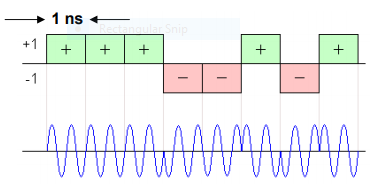 1 ns
Rectangular Snip
+1 + + + + +
-1 − − −